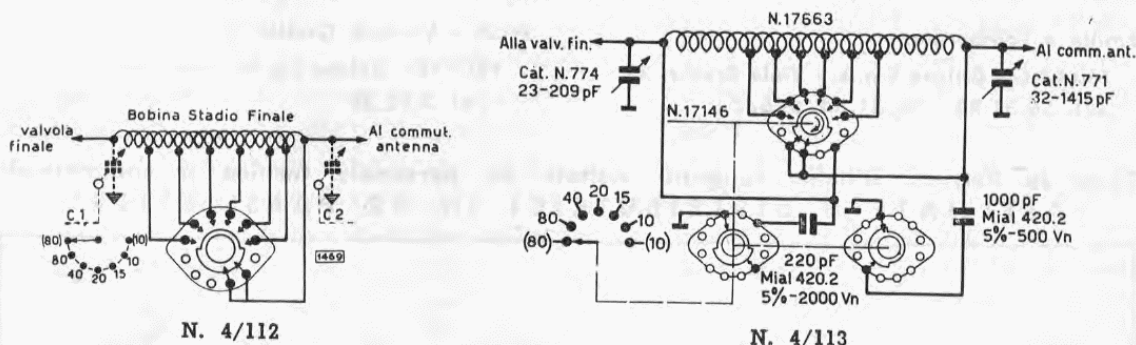 N.17663
Alla valv. fin.
Al comm.ant.
Cat. N.774
23-209 pF
Cat.N.771
32-1415 pF
N.17146
Bobina Stadio Finale
valvola
finale
Al commut.
antenna
C.1
C.2
(80)
80
40
20
15
10
(10)
1469
N. 4/112
(80)
80
40
20
15
10
(10)
220 pF
Mial 420.2
5%-2000 Vn
1000 pF
Mial 420.2
5%-500 Vn
N. 4/113